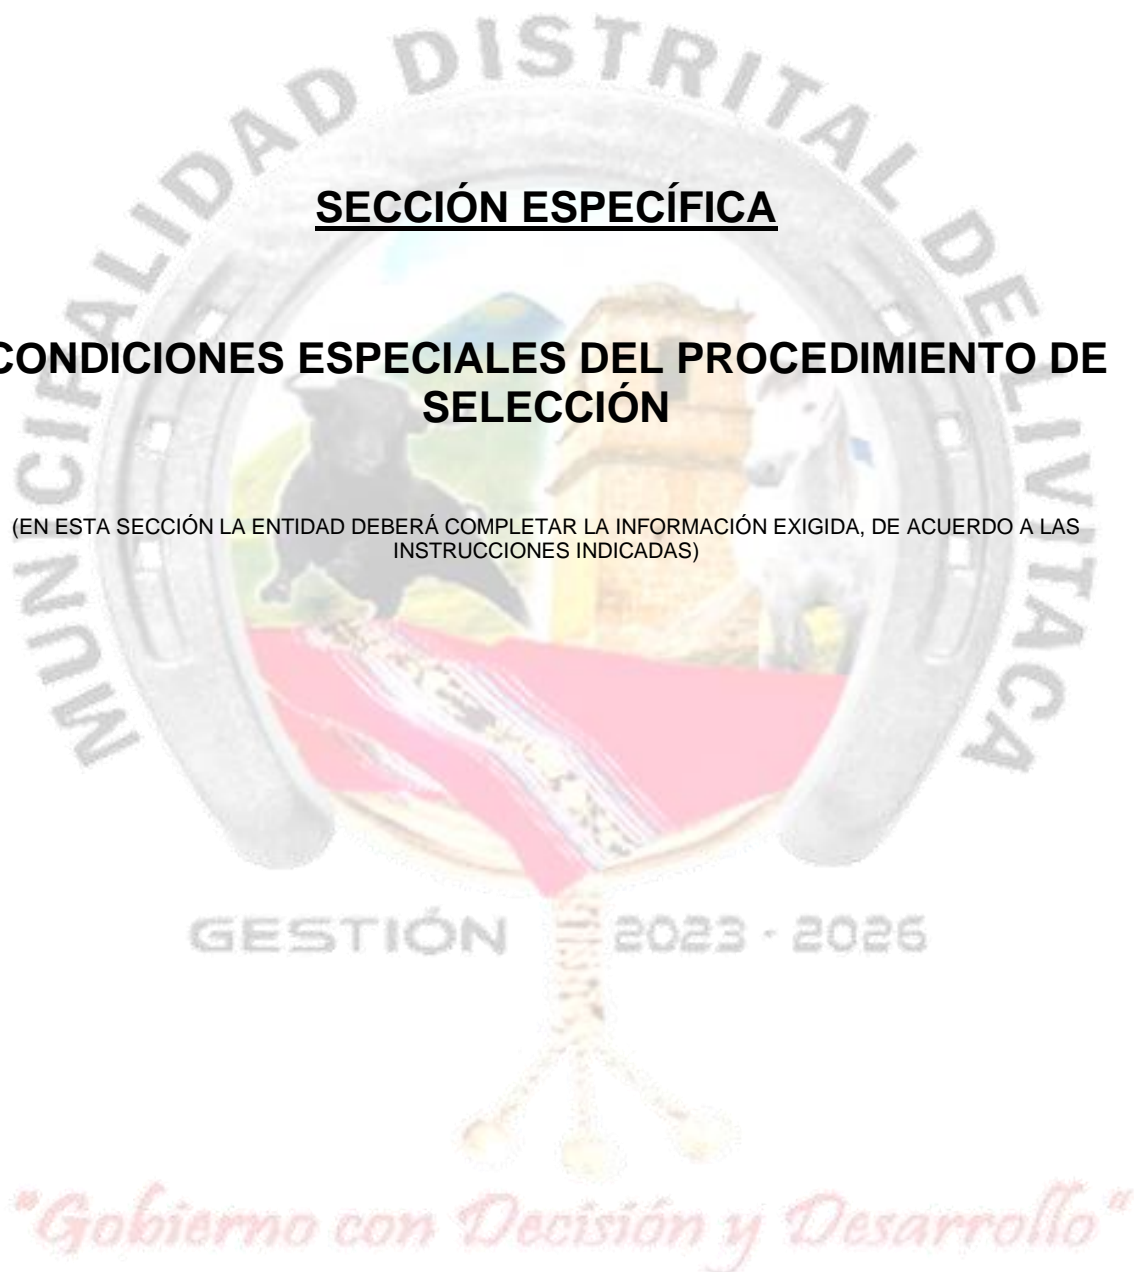 MUNICIPALIDAD DISTRITAL DE LIVITACA
SECCIÓN ESPECÍFICA
CONDICIONES ESPECIALES DEL PROCEDIMIENTO DE
SELECCIÓN
(EN ESTA SECCIÓN LA ENTIDAD DEBERÁ COMPLETAR LA INFORMACIÓN EXIGIDA, DE ACUERDO A LAS
INSTRUCCIONES INDICADAS)
GESTIÓN 2023 - 2026
"Gobierno con Decisión y Desarrollo"